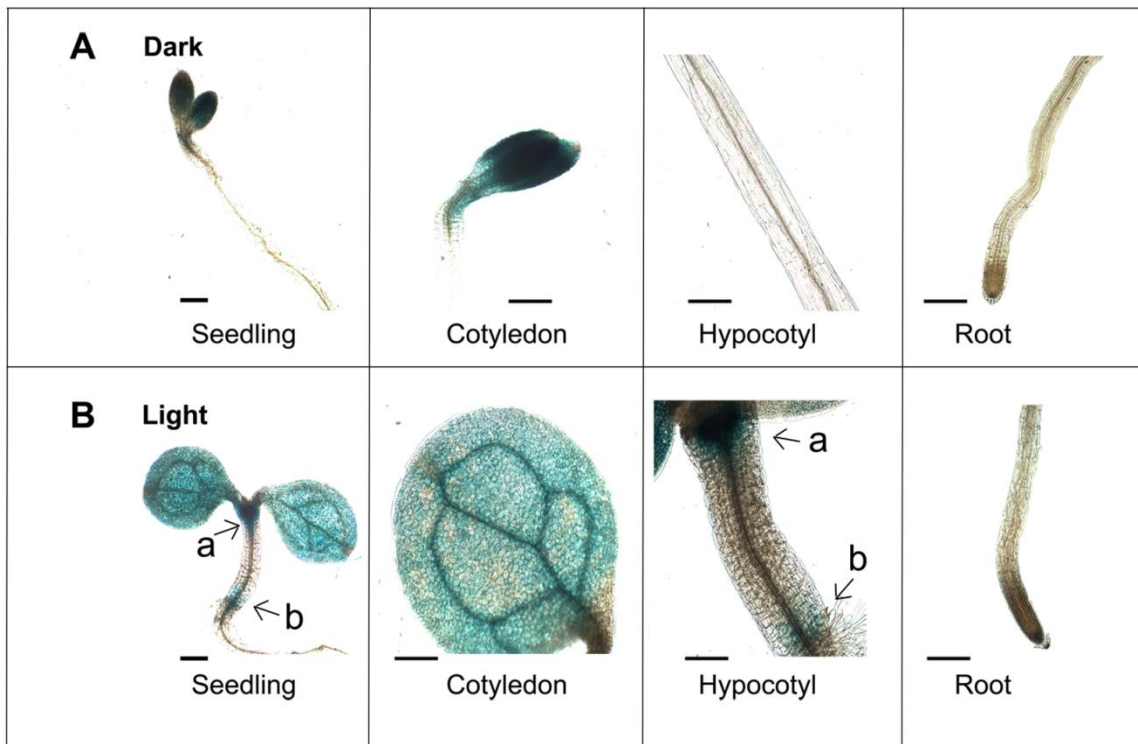 A Dark
Seedling
Cotyledon
Hypocotyl
Root
B Light
a
b
Seedling
Cotyledon
a
b
Hypocotyl
Root